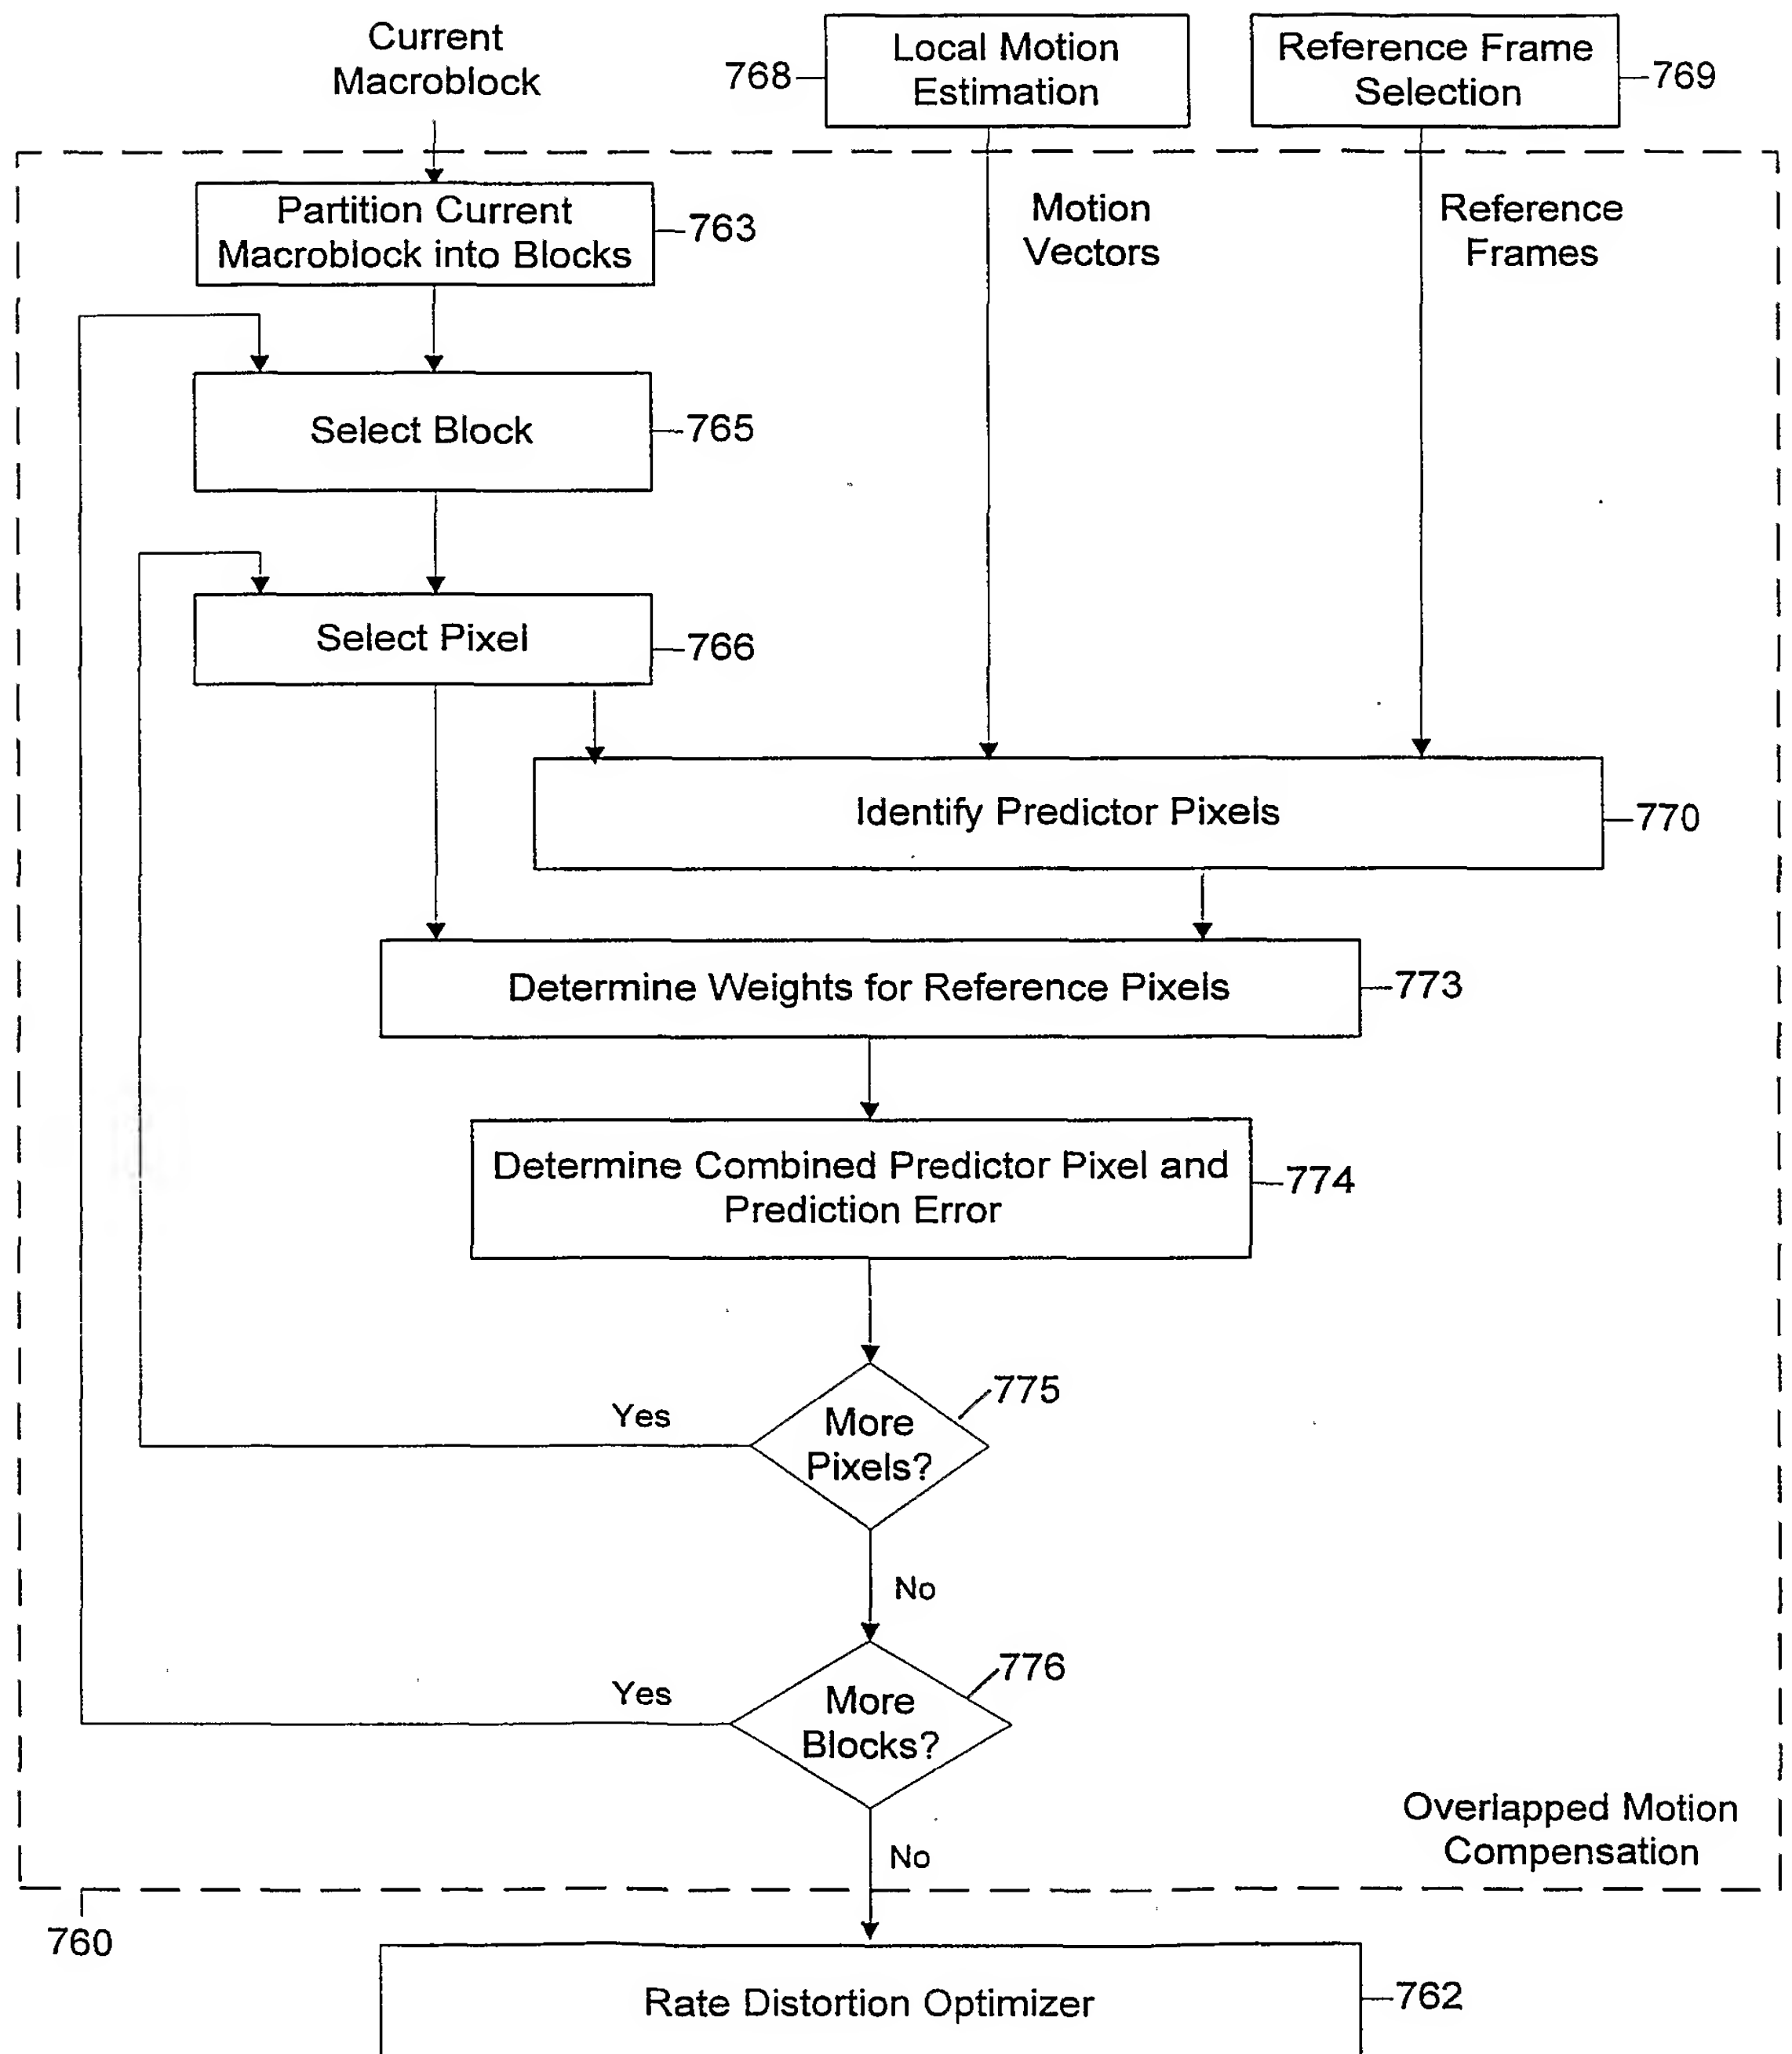 Current
Macroblock
768
Local Motion
Estimation
Reference Frame
Selection
769
Partition Current
Macroblock into Blocks
763
Motion
Vectors
Reference
Frames
Select Block
765
Select Pixel
766
Identify Predictor Pixels
770
Determine Weights for Reference Pixels
773
Determine Combined Predictor Pixel and
Prediction Error
774
775
Yes
More
Pixels?
No
776
Yes
More
Blocks?
No
Overlapped Motion
Compensation
760
Rate Distortion Optimizer
762